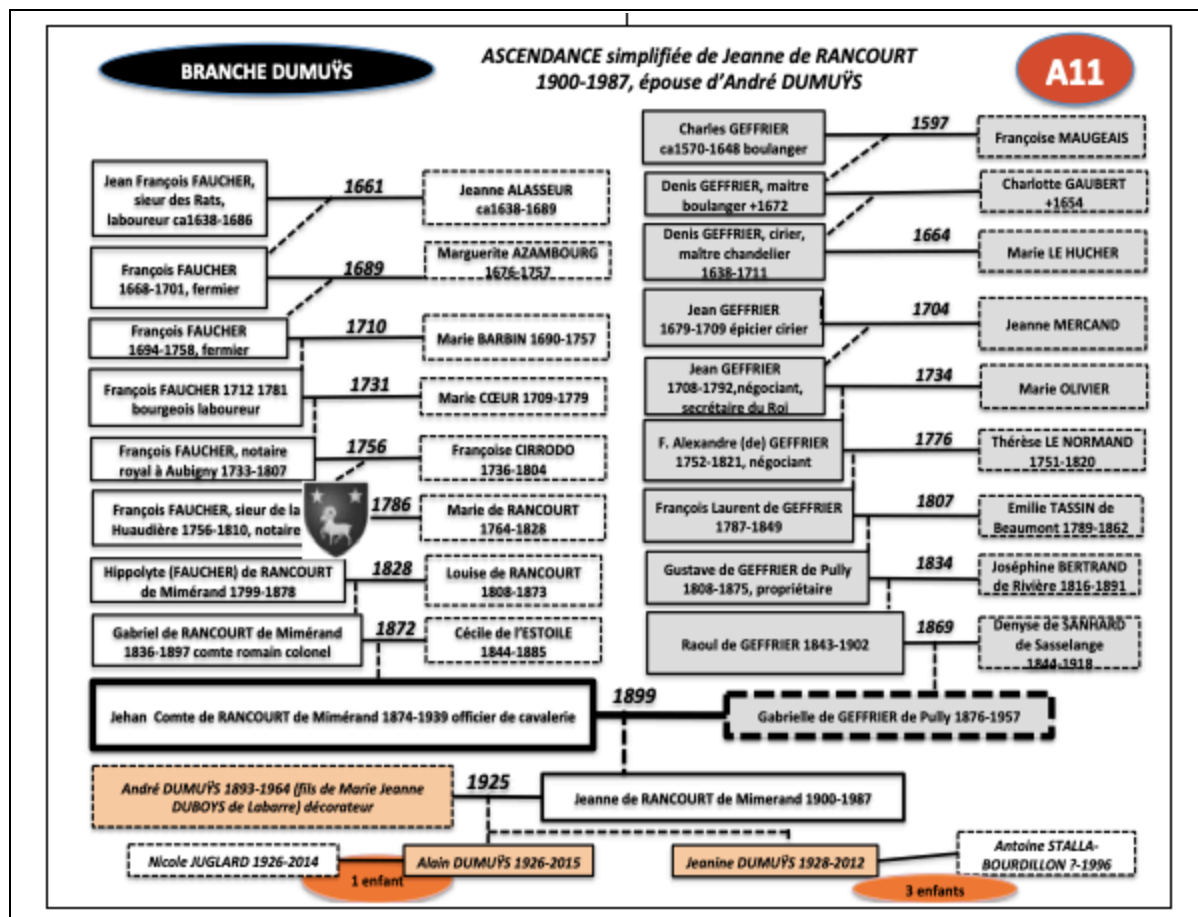 BRANCHE DUMUŸS
ASCENDANCE simplifiée de Jeanne de RANCOURT
1900-1987, épouse d'André DUMUŸS
A11
Jean François FAUCHER,
sieur des Rats,
laboureur ca1638-1686
1661
Jeanne ALASSEUR
ca1638-1689
François FAUCHER
1668-1701, fermier
1689
Marguerite AZAMBOURG
1676-1757
François FAUCHER
1694-1758, fermier
1710
Marie BARBIN 1690-1757
François FAUCHER 1712 1781
bourgeois laboureur
1731
Marie CŒUR 1709-1779
François FAUCHER, notaire
royal à Aubigny 1733-1807
1756
Françoise CIRRODO
1736-1804
François FAUCHER, sieur de la
Huaudière 1756-1810, notaire
1786
Marie de RANCOURT
1764-1828
Hippolyte (FAUCHER) de RANCOURT
de Mimérand 1799-1878
1828
Louise de RANCOURT
1808-1873
Gabriel de RANCOURT de Mimérand
1836-1897 comte romain colonel
1872
Cécile de l'ESTOILE
1844-1885
Charles GEFFRIER
ca1570-1648 boulanger
1597
Françoise MAUGEAIS
Denis GEFFRIER, maitre
boulanger +1672
Charlotte GAUBERT
+1654
Denis GEFFRIER, cirier,
maître chandelier
1638-1711
1664
Marie LE HUCHER
Jean GEFFRIER
1679-1709 épicier cirier
1704
Jeanne MERCAND
Jean GEFFRIER
1708-1792,négociant,
secrétaire du Roi
1734
Marie OLIVIER
F. Alexandre (de) GEFFRIER
1752-1821, négociant
1776
Thérèse LE NORMAND
1751-1820
François Laurent de GEFFRIER
1787-1849
1807
Emilie TASSIN de
Beaumont 1789-1862
Gustave de GEFFRIER de Pully
1808-1875, propriétaire
1834
Joséphine BERTRAND
de Rivière 1816-1891
Raoul de GEFFRIER 1843-1902
1869
Denyse de SANHARD
de Sasselange
1844-1918
Jehan Comte de RANCOURT de Mimérand 1874-1939 officier de cavalerie
1899
Gabrielle de GEFFRIER de Pully 1876-1957
André DUMUŸS 1893-1964 (fils de Marie Jeanne
DUBOYS de Labarre) décorateur
1925
Jeanne de RANCOURT de Mimerand 1900-1987
Nicole JUGLARD 1926-2014
Alain DUMUŸS 1926-2015
1 enfant
Jeanine DUMUŸS 1928-2012
Antoine STALLA-
BOURDILLON ?-1996
3 enfants